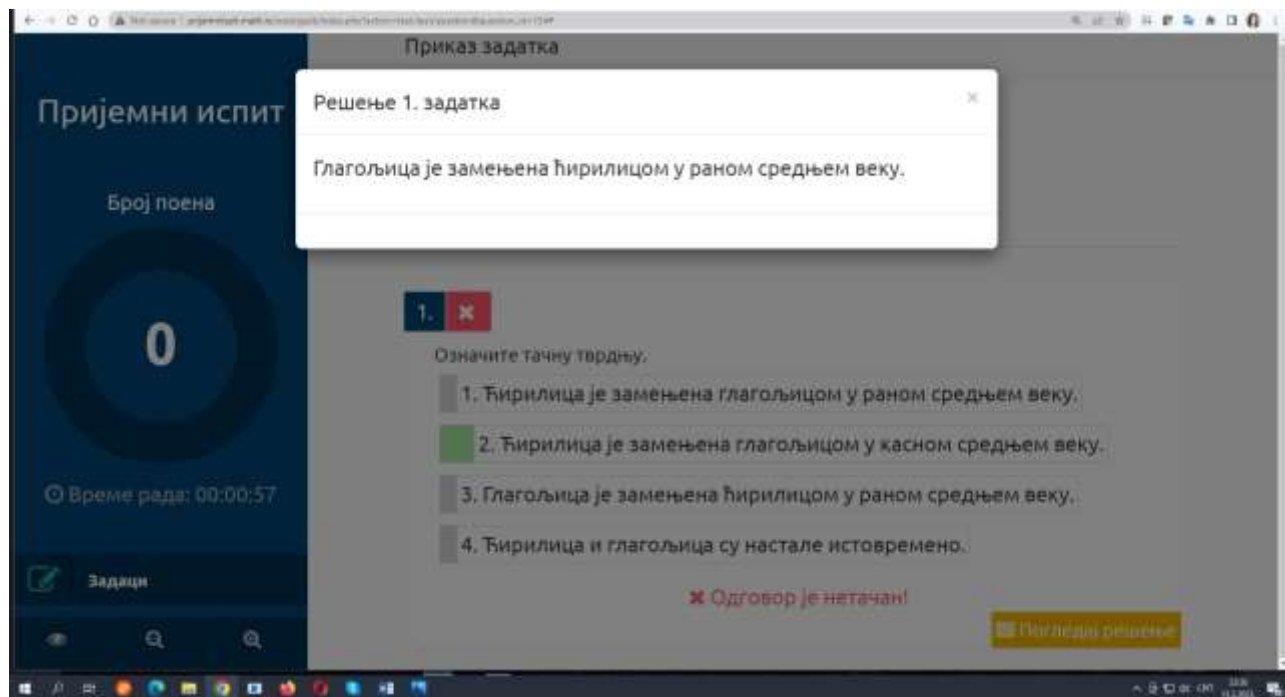 Приказ задатка
Пријемни испит
Решење 1. задатка
×
Глагољица је замењена ћирилицом у раном средњем веку.
Број поена
0
Време рада: 00:00:57
Задаци
1.
Означите тачну тврдњу.
1. Ћирилица је замењена глагољицом у раном средњем веку.
2. Ћирилица је замењена глагољицом у касном средњем веку.
3. Глагољица је замењена ћирилицом у раном средњем веку.
4. Ћирилица и глагољица су настале истовремено.
Одговор је нетачан!
Погледај решење